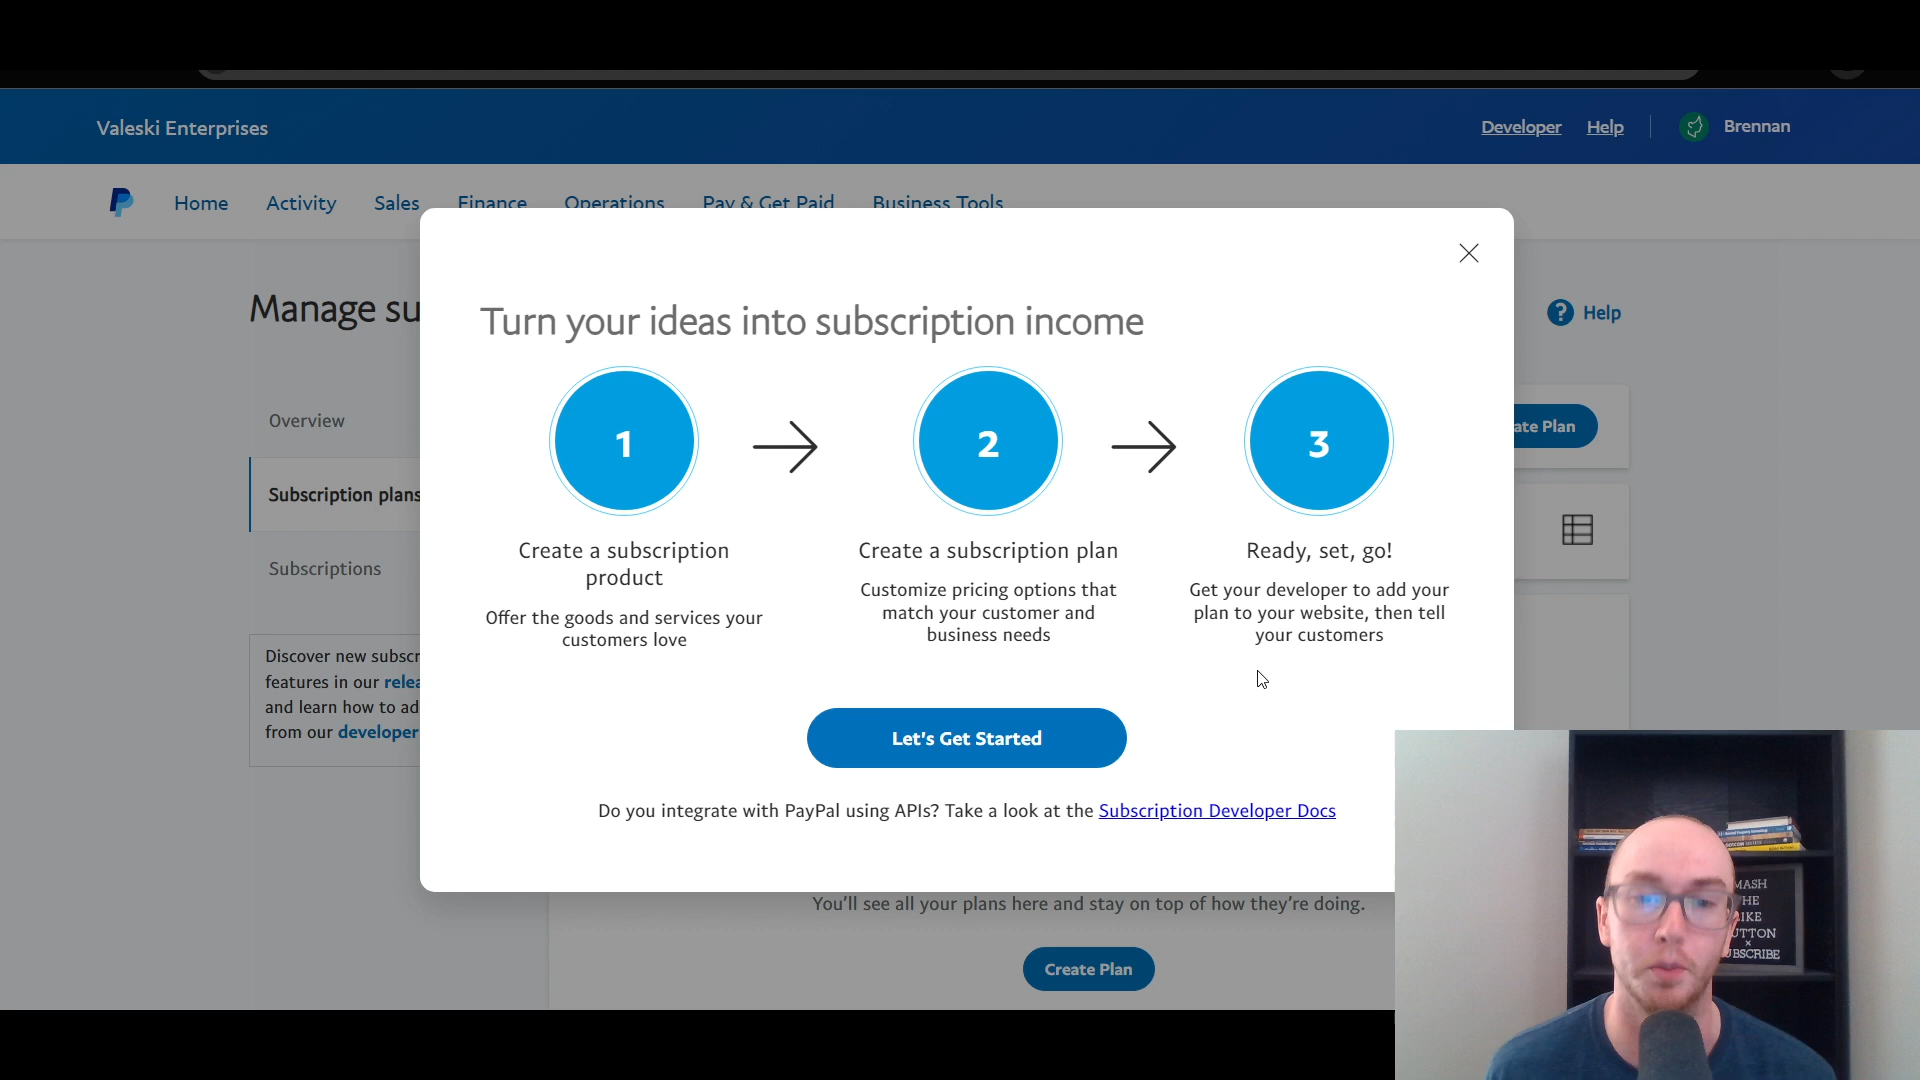 Valeski Enterprises
Developer Help Brennan
Home Activity Sales Finance Operations Pay & Get Paid Business Tools
Manage su
? Help
Turn your ideas into subscription income
Overview
Subscription plans
Subscriptions
ate Plan
1 2 3
Create a subscription
product
Offer the goods and services your
customers love
Create a subscription plan
Customize pricing options that
match your customer and
business needs
Ready, set, go!
Get your developer to add your
plan to your website, then tell
your customers
Discover new subscr
features in our relea
and learn how to ad
from our developer
Let's Get Started
Do you integrate with PayPal using APIs? Take a look at the Subscription Developer Docs
You'll see all your plans here and stay on top of how they're doing.
Create Plan
MASH
HE
IKE
UTTON
×
UBSCRIBE